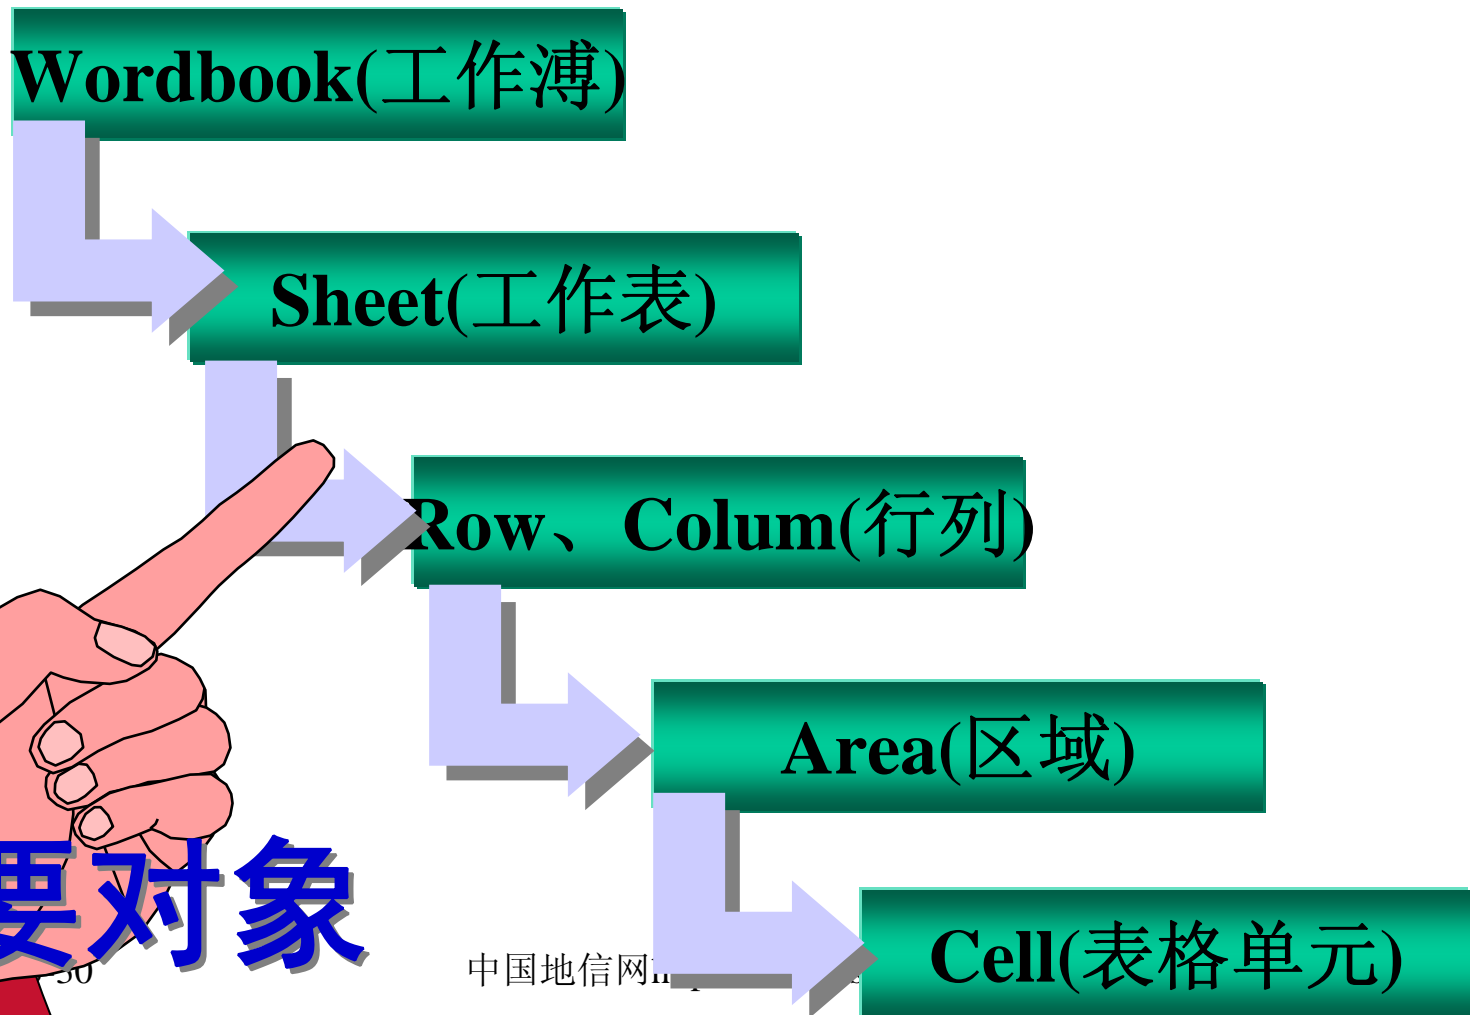 Wordbook(工作溥)
Sheet(工作表)
Row、Colum(行列)
Area(区域)
要对象
Cell(表格单元)
中国地信网